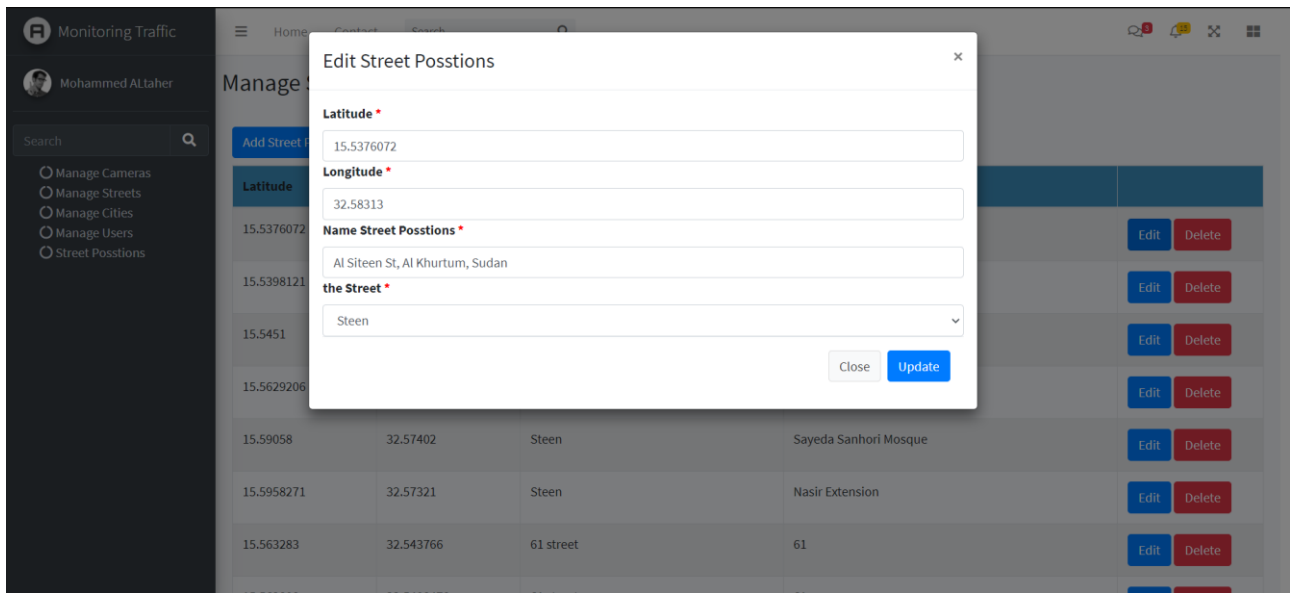 Monitoring Traffic
Home Contact Search
3 15
Mohammed ALtaher
Search
Manage Cameras
Manage Streets
Manage Cities
Manage Users
Street Posstions
Manage
Add Street
Edit Street Posstions ×
Latitude *
15.5376072
Longitude *
32.58313
Name Street Posstions *
Al Siteen St, Al Khurtum, Sudan
the Street *
Steen
Close Update
Latitude
15.5376072 Edit Delete
15.5398121 Edit Delete
15.5451 Edit Delete
15.5629206 Edit Delete
15.59058 32.57402 Steen Sayeda Sanhori Mosque Edit Delete
15.5958271 32.57321 Steen Nasir Extension Edit Delete
15.563283 32.543766 61 street 61 Edit Delete